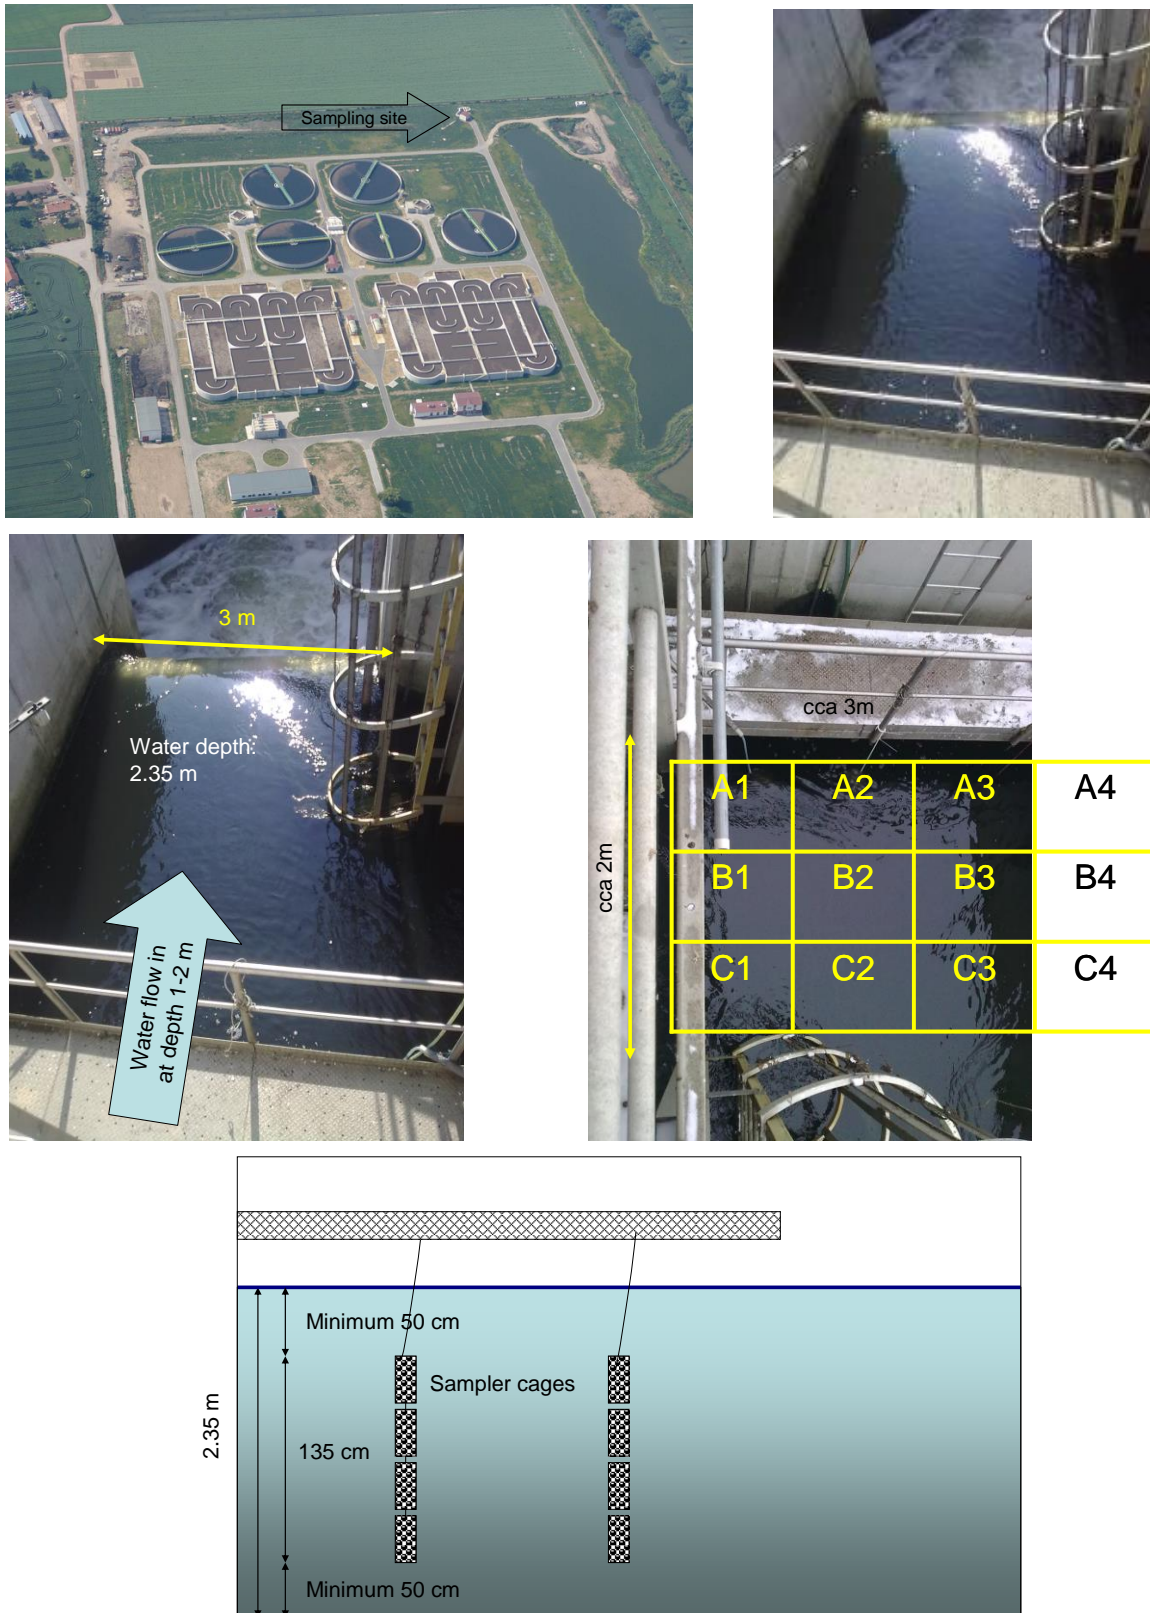 Sampling site
3 m
Water depth:
2.35 m
Water flow in
at depth 1-2 m
cca 3m
cca 2m
A1 A2 A3 A4
B1 B2 B3 B4
C1 C2 C3 C4
Minimum 50 cm
Sampler cages
2.35 m
135 cm
Minimum 50 cm